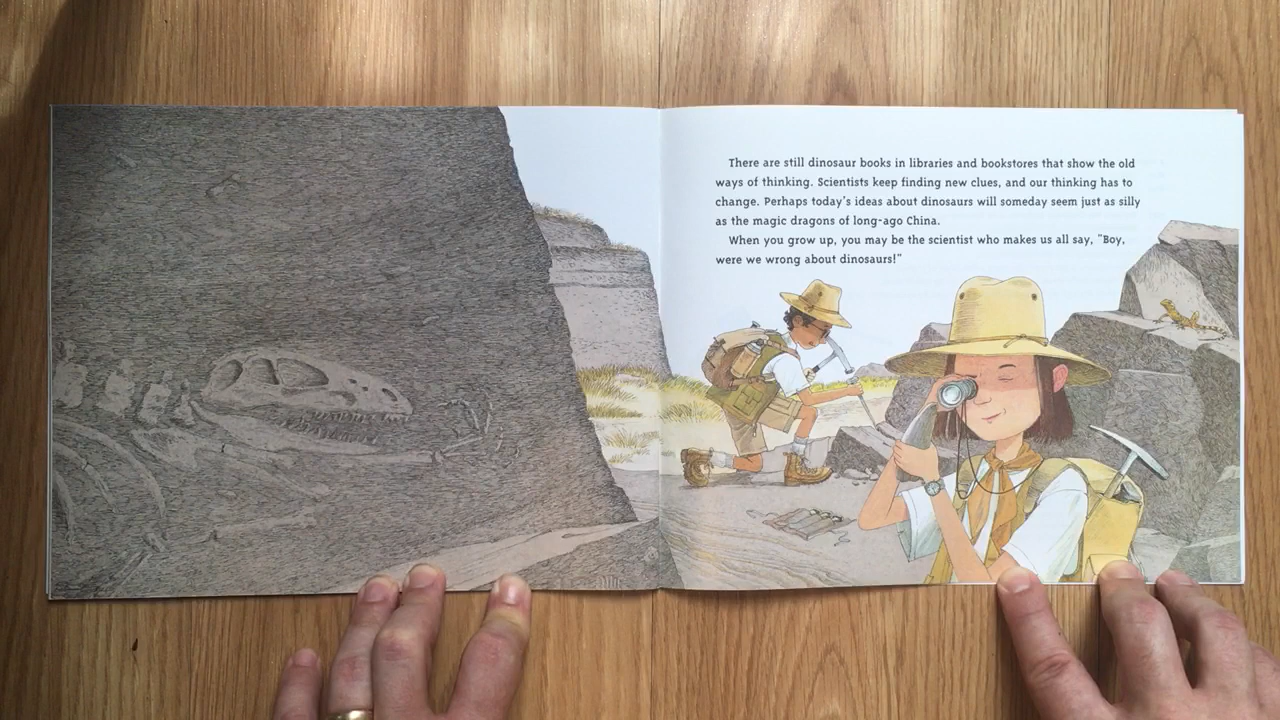 There are still dinosaur books in libraries and bookstores that show the old
ways of thinking. Scientists keep finding new clues, and our thinking has to
change. Perhaps today's ideas about dinosaurs will someday seem just as silly
as the magic dragons of long-ago China.
When you grow up, you may be the scientist who makes us all say, "Boy,
were we wrong about dinosaurs!"